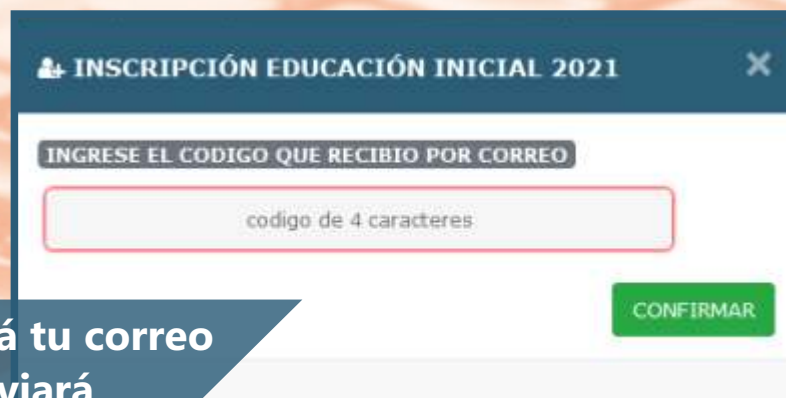 INSCRIPCIÓN EDUCACIÓN INICIAL 2021
INGRESE EL CODIGO QUE RECIBIO POR CORREO
codigo de 4 caracteres
CONFIRMAR
tu correo